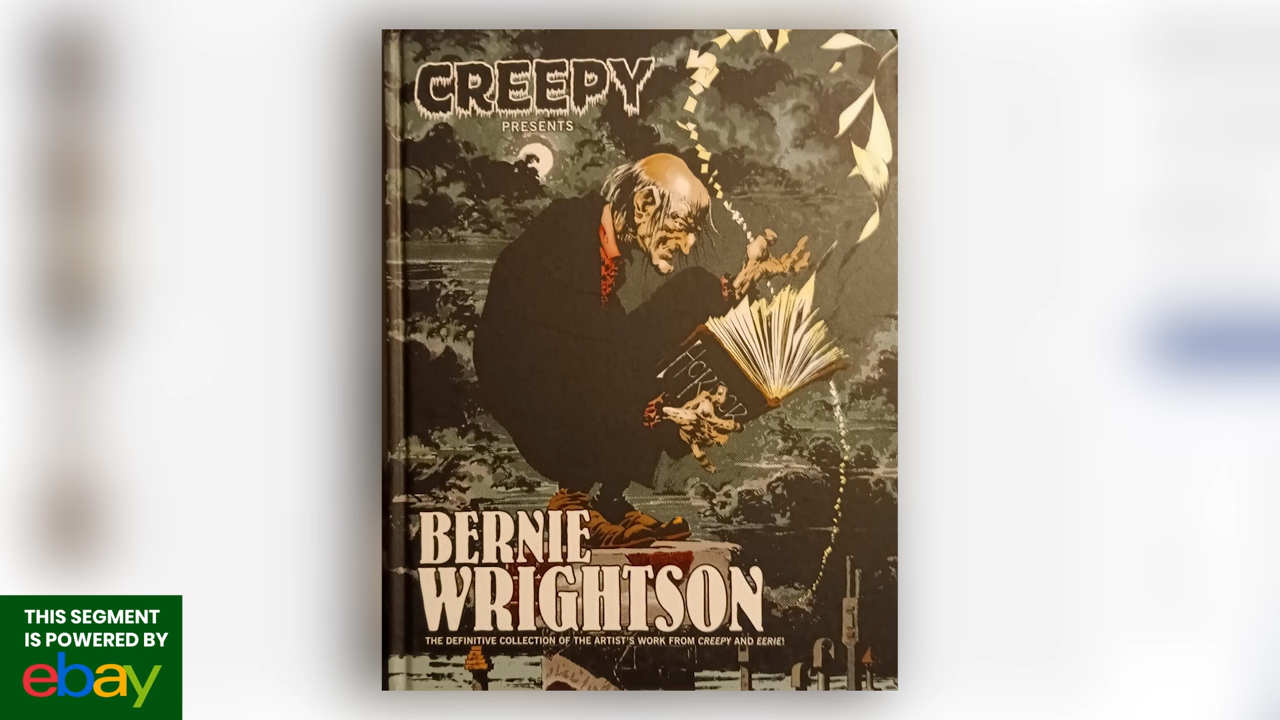 CREEPY
PRESENTS
HORROR
BERNIE
WRIGHTSON
THE DEFINITIVE COLLECTION OF THE ARTIST'S WORK FROM CREEPY AND EERIE!
THIS SEGMENT
IS POWERED BY
ebay